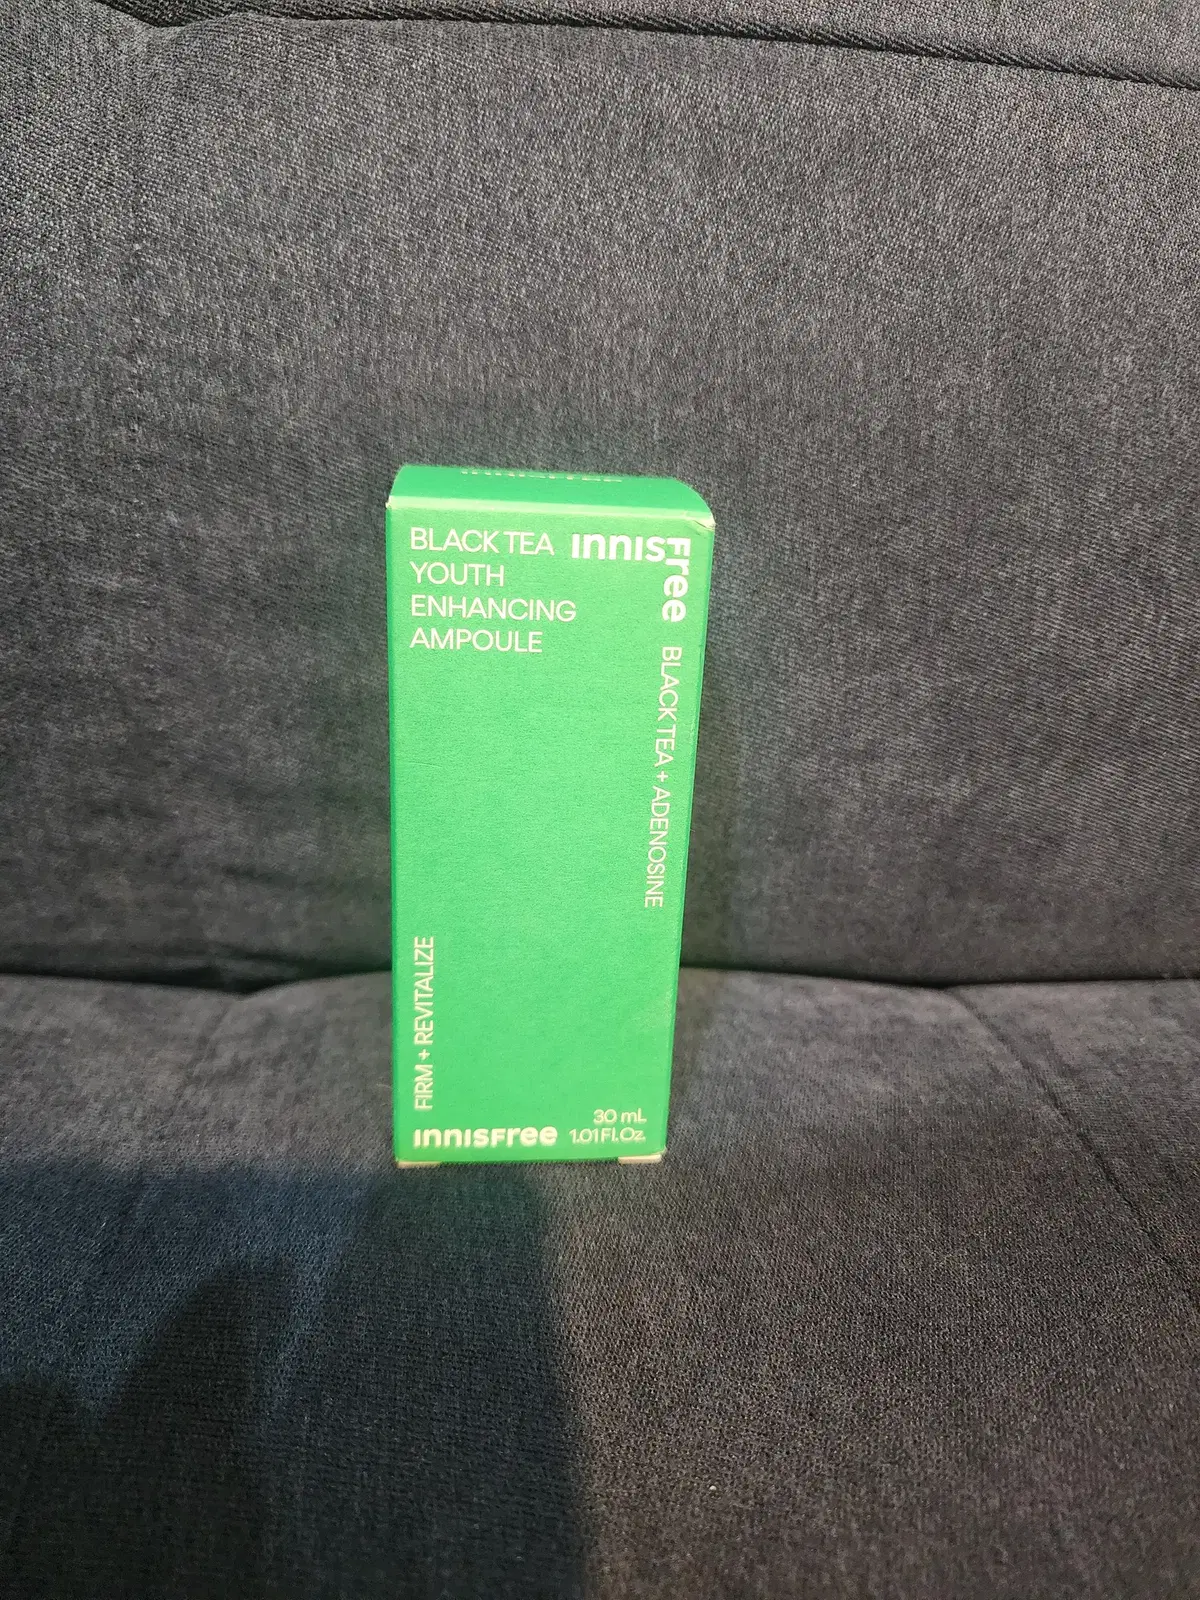 BLACK TEA
YOUTH
ENHANCING
AMPOULE
innisfree
BLACK TEA + ADENOSINE
FIRM + REVITALIZE
innisfree
30 mL
1.01 Fl. Oz.